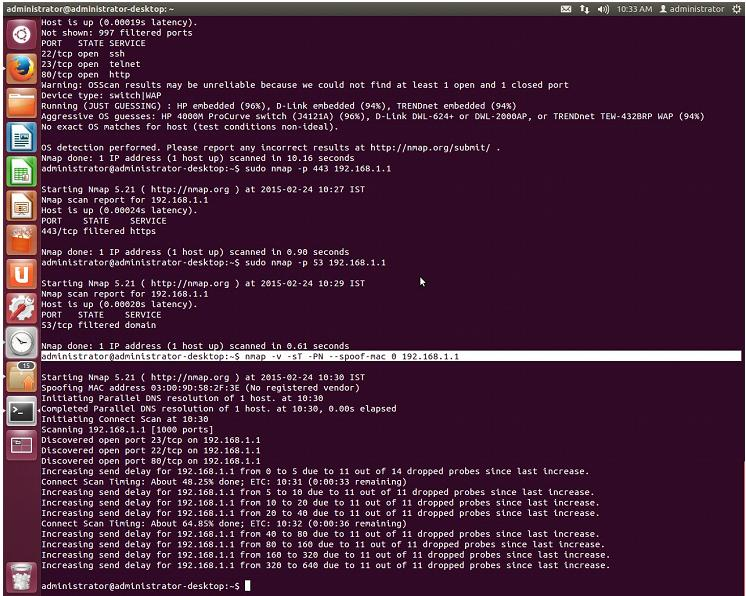 administrator@administrator-desktop: ~
10:33 AM administrator
Host is up (0.00019s latency).
Not shown: 997 filtered ports
PORT STATE SERVICE
22/tcp open ssh
23/tcp open telnet
80/tcp open http
Warning: OSScan results may be unreliable because we could not find at least 1 open and 1 closed port
Device type: switch|WAP
Running (JUST GUESSING) : HP embedded (96%), D-Link embedded (94%), TRENDnet embedded (94%)
Aggressive OS guesses: HP 4000M ProCurve switch (J4121A) (96%), D-Link DWL-624+ or DWL-2000AP, or TRENDnet TEW-432BRP WAP (94%)
No exact OS matches for host (test conditions non-ideal).
OS detection performed. Please report any incorrect results at http://nmap.org/submit/ .
Nmap done: 1 IP address (1 host up) scanned in 10.16 seconds
administrator@administrator-desktop:~$ sudo nmap -p 443 192.168.1.1
Starting Nmap 5.21 ( http://nmap.org ) at 2015-02-24 10:27 IST
Nmap scan report for 192.168.1.1
Host is up (0.00024s latency).
PORT STATE SERVICE
443/tcp filtered https
Nmap done: 1 IP address (1 host up) scanned in 0.90 seconds
administrator@administrator-desktop:~$ sudo nmap -p 53 192.168.1.1
Starting Nmap 5.21 ( http://nmap.org ) at 2015-02-24 10:29 IST
Nmap scan report for 192.168.1.1
Host is up (0.00020s latency).
PORT STATE SERVICE
53/tcp filtered domain
Nmap done: 1 IP address (1 host up) scanned in 0.61 seconds
administrator@administrator-desktop:~$ nmap -v -sT -PN --spoof-mac 0 192.168.1.1
15
Starting Nmap 5.21 ( http://nmap.org ) at 2015-02-24 10:30 IST
Spoofing MAC address 03:D0:9D:58:2F:3E (No registered vendor)
Initiating Parallel DNS resolution of 1 host. at 10:30
Completed Parallel DNS resolution of 1 host. at 10:30, 0.00s elapsed
Initiating Connect Scan at 10:30
Scanning 192.168.1.1 [1000 ports]
Discovered open port 23/tcp on 192.168.1.1
Discovered open port 22/tcp on 192.168.1.1
Discovered open port 80/tcp on 192.168.1.1
Increasing send delay for 192.168.1.1 from 0 to 5 due to 11 out of 14 dropped probes since last increase.
Connect Scan Timing: About 48.25% done; ETC: 10:31 (0:00:33 remaining)
Increasing send delay for 192.168.1.1 from 5 to 10 due to 11 out of 11 dropped probes since last increase.
Increasing send delay for 192.168.1.1 from 10 to 20 due to 11 out of 11 dropped probes since last increase.
Increasing send delay for 192.168.1.1 from 20 to 40 due to 11 out of 11 dropped probes since last increase.
Connect Scan Timing: About 64.85% done; ETC: 10:32 (0:00:36 remaining)
Increasing send delay for 192.168.1.1 from 40 to 80 due to 11 out of 11 dropped probes since last increase.
Increasing send delay for 192.168.1.1 from 80 to 160 due to 11 out of 11 dropped probes since last increase.
Increasing send delay for 192.168.1.1 from 160 to 320 due to 11 out of 11 dropped probes since last increase.
Increasing send delay for 192.168.1.1 from 320 to 640 due to 11 out of 11 dropped probes since last increase.
administrator@administrator-desktop:~$